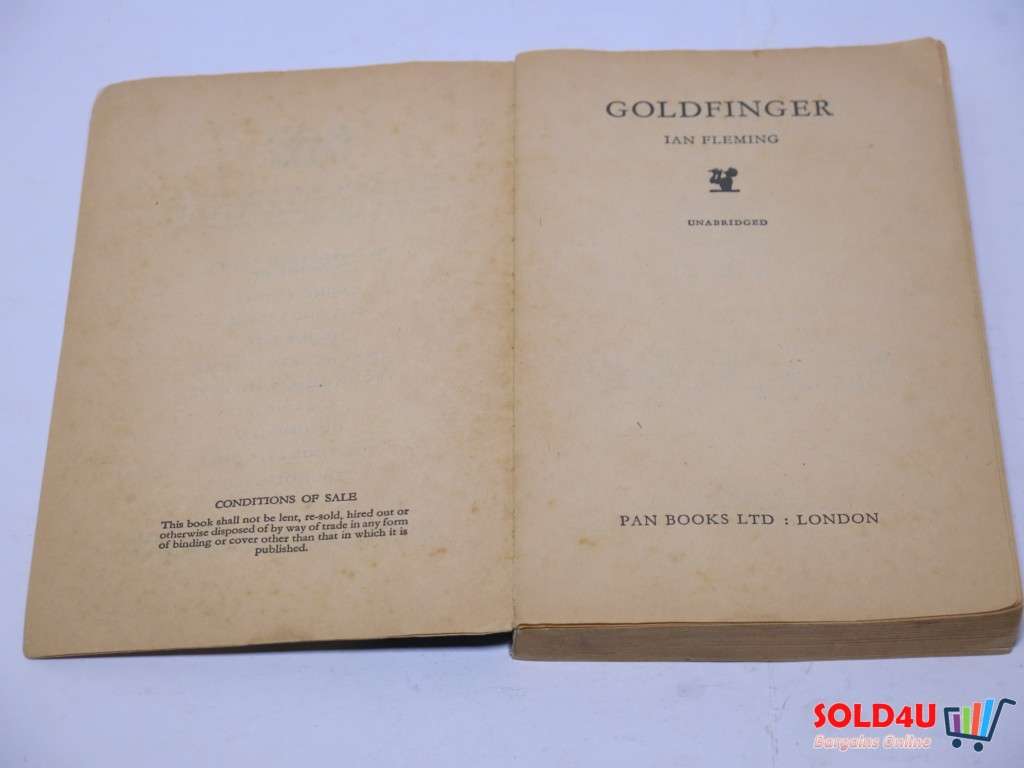 CONDITIONS OF SALE
This book shall not be lent, re-sold, hired out or
otherwise disposed of by way of trade in any form
of binding or cover other than that in which it is
published.
GOLDFINGER
IAN FLEMING
UNABRIDGED
PAN BOOKS LTD : LONDON
SOLD4U
Bargains Online